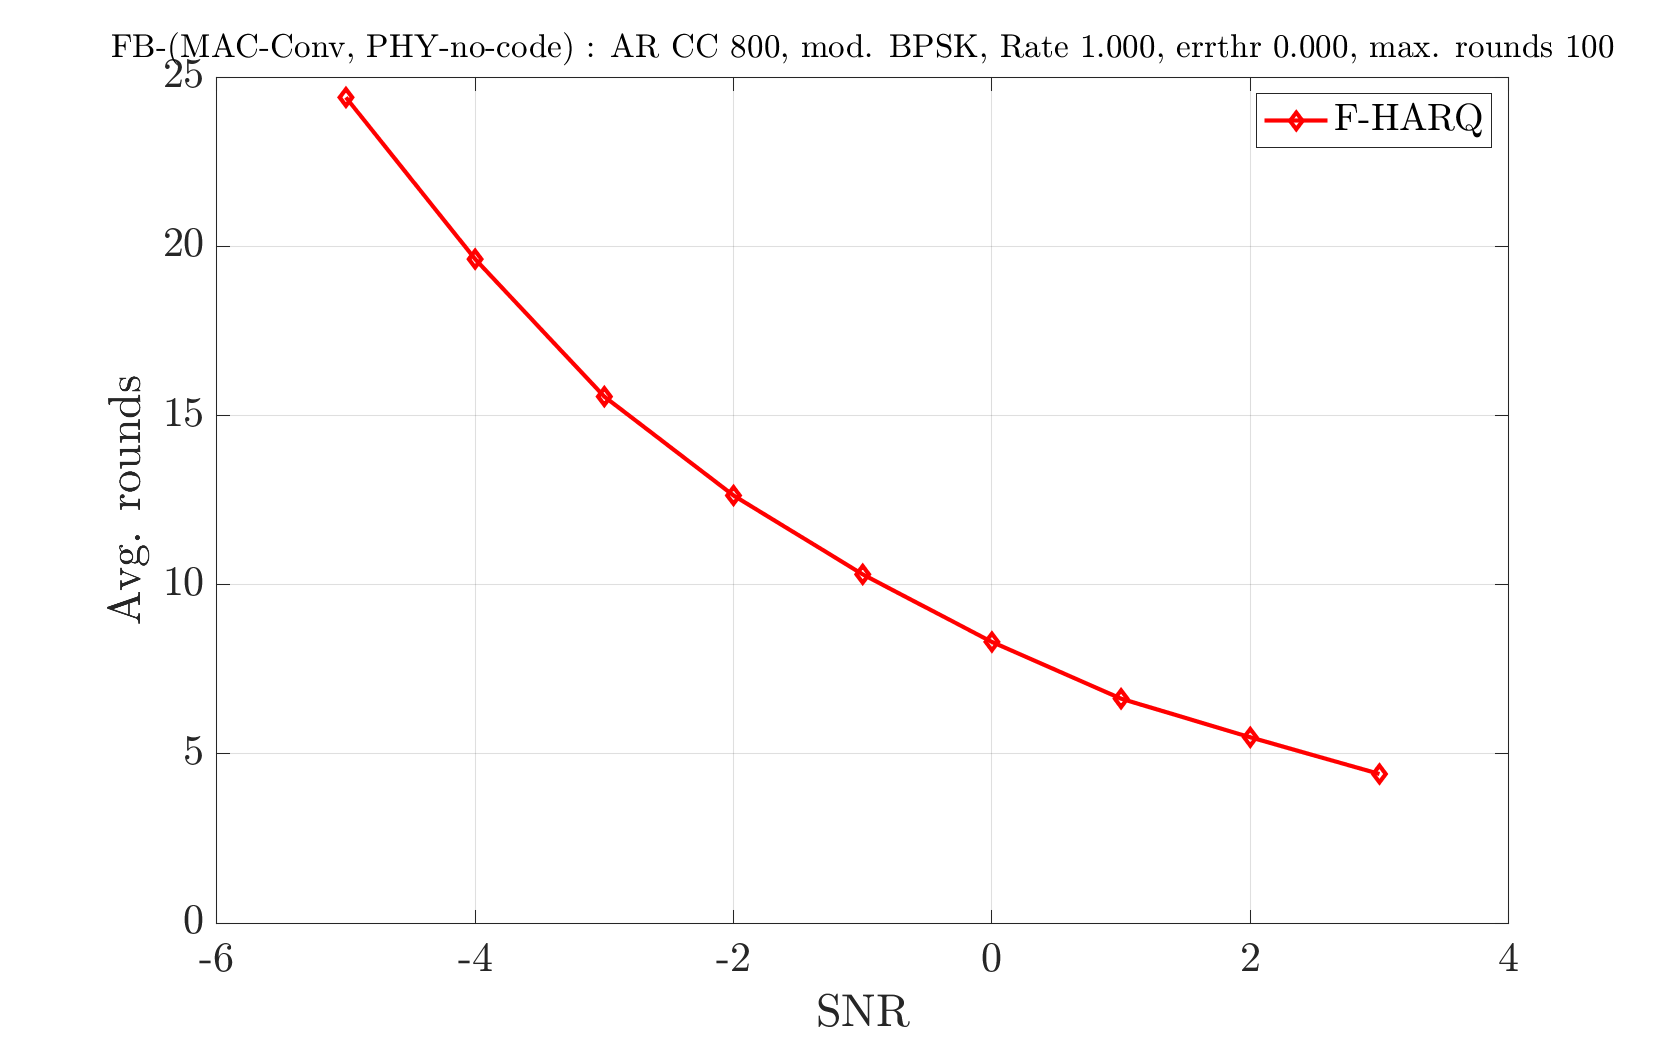 FB-(MAC-Conv, PHY-no-code) : AR CC 800, mod. BPSK, Rate 1.000, errthr 0.000, max. rounds 100
F-HARQ
25
20
15
10
5
0
Avg. rounds
-6 -4 -2 0 2 4
SNR